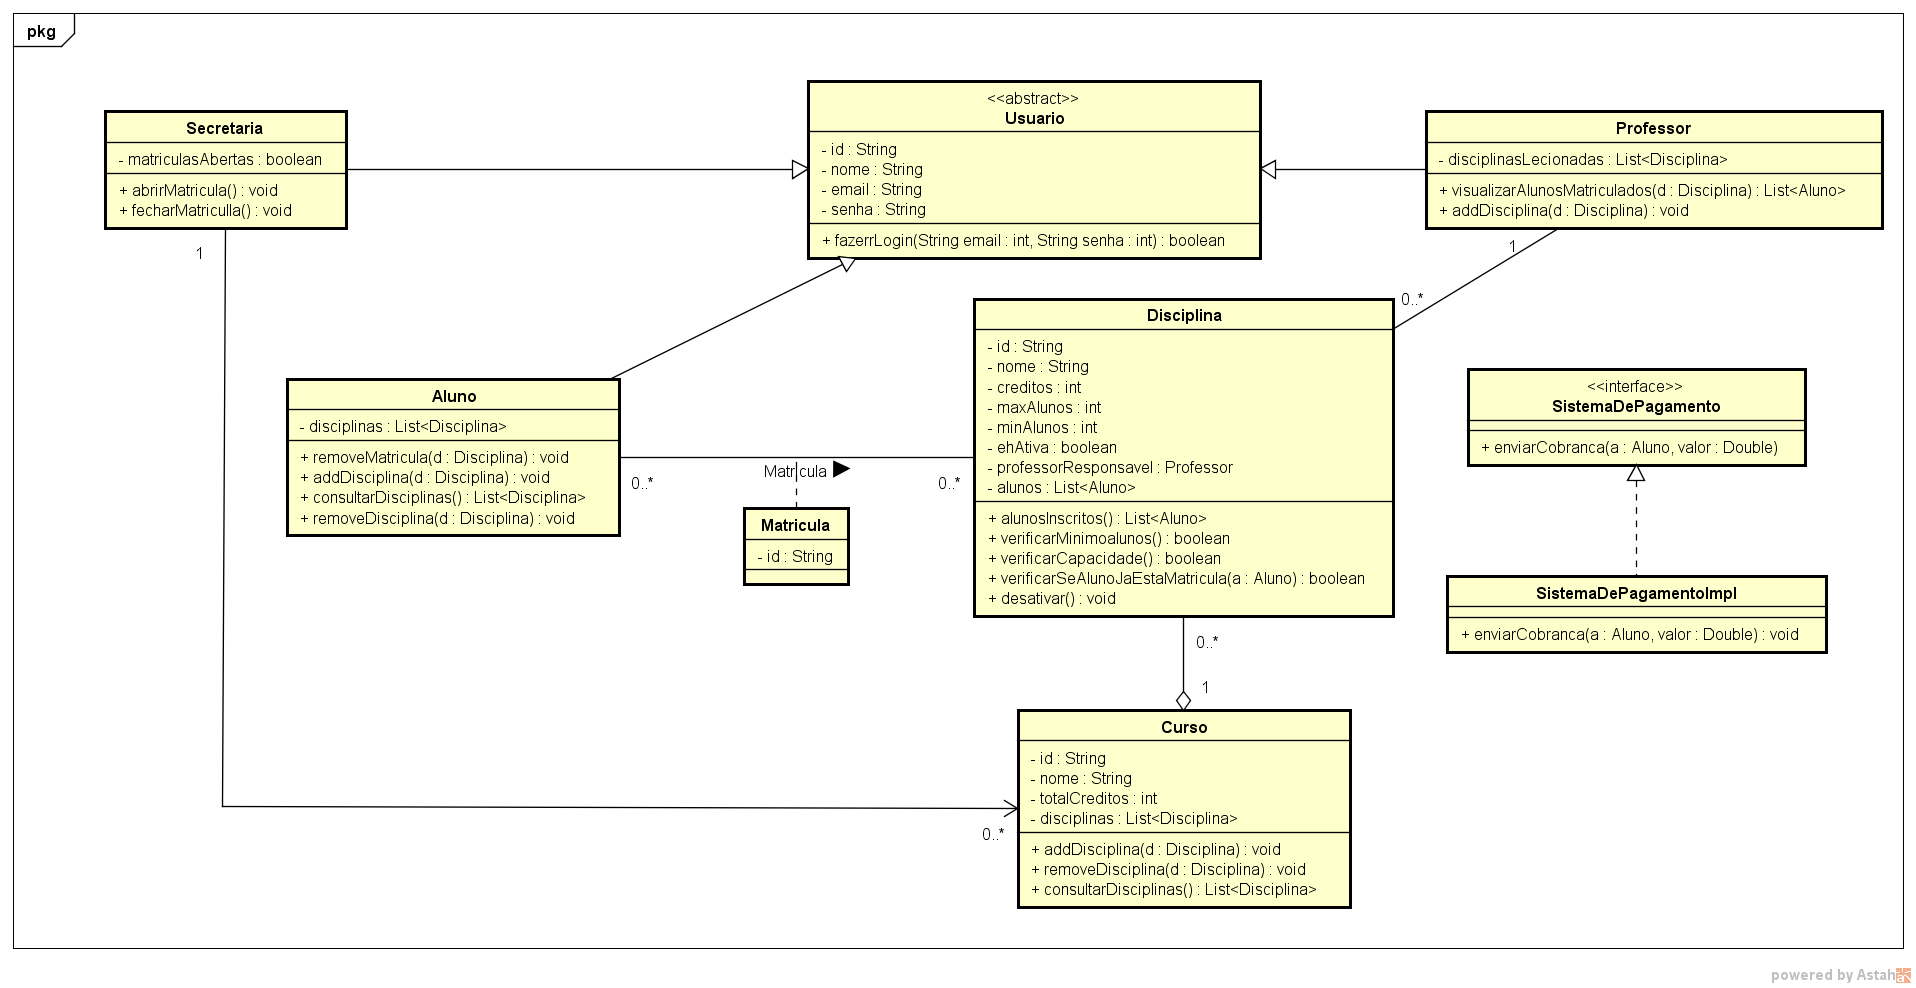 pkg
Secretaria
- matriculasAbertas : boolean
+ abrirMatricula() : void
+ fecharMatriculla() : void
1
<<abstract>>
Usuario
- id : String
- nome : String
- email : String
- senha : String
+ fazerrLogin(String email : int, String senha : int) : boolean
Professor
- disciplinasLecionadas : List<Disciplina>
+ visualizarAlunosMatriculados(d : Disciplina) : List<Aluno>
+ addDisciplina(d : Disciplina) : void
1
0..*
Disciplina
- id : String
- nome : String
- creditos : int
- maxAlunos : int
- minAlunos : int
- ehAtiva : boolean
- professorResponsavel : Professor
- alunos : List<Aluno>
+ alunosInscritos() : List<Aluno>
+ verificarMinimoalunos() : boolean
+ verificarCapacidade() : boolean
+ verificarSeAlunoJaEstaMatricula(a : Aluno) : boolean
+ desativar() : void
Aluno
- disciplinas : List<Disciplina>
+ removeMatricula(d : Disciplina) : void
+ addDisciplina(d : Disciplina) : void
+ consultarDisciplinas() : List<Disciplina>
+ removeDisciplina(d : Disciplina) : void
0..*
Matricula
0..*
Matricula
- id : String
<<interface>>
SistemaDePagamento
+ enviarCobranca(a : Aluno, valor : Double)
SistemaDePagamentoImpl
+ enviarCobranca(a : Aluno, valor : Double) : void
0..*
1
Curso
- id : String
- nome : String
- totalCreditos : int
- disciplinas : List<Disciplina>
+ addDisciplina(d : Disciplina) : void
+ removeDisciplina(d : Disciplina) : void
+ consultarDisciplinas() : List<Disciplina>
0..*
powered by Astah